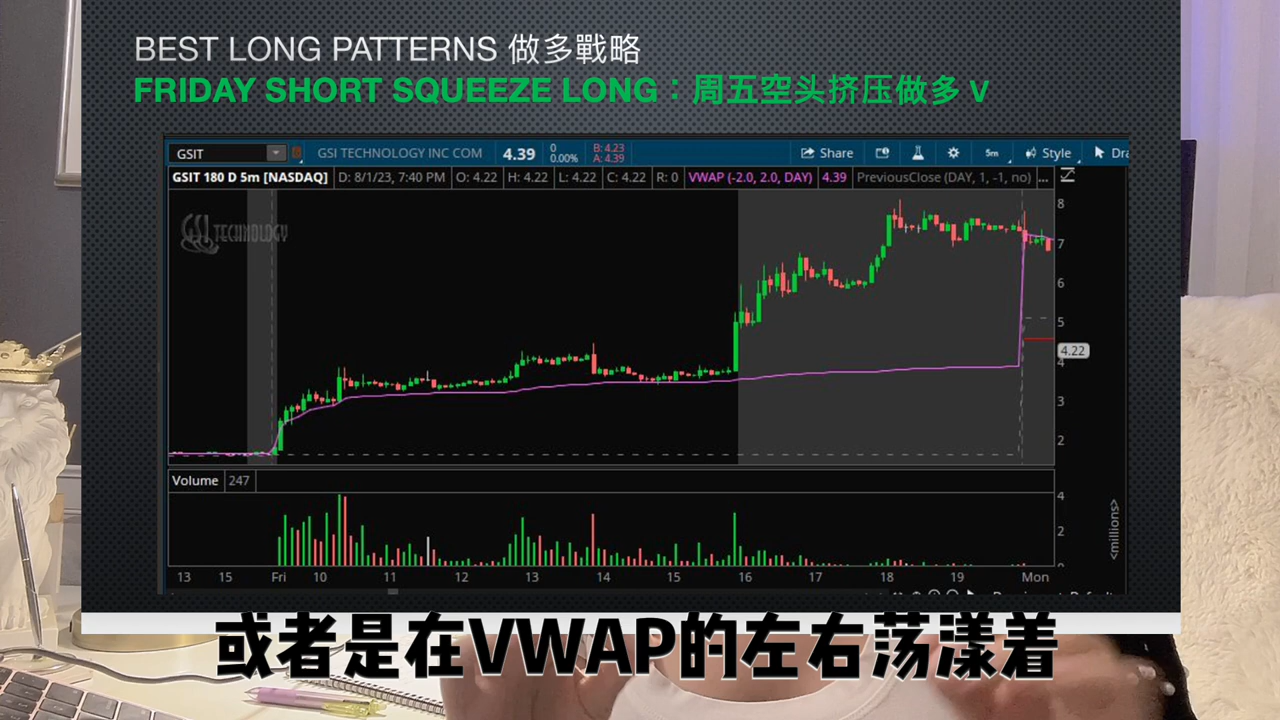 BEST LONG PATTERNS 做多戰略
FRIDAY SHORT SQUEEZE LONG：周五空头挤压做多 V
GSIT GSI TECHNOLOGY INC COM 4.39 0 0.00% B: 4.23 A: 4.39 Share 5m Style Dra
GSIT 180 D 5m [NASDAQ] D: 8/1/23, 7:40 PM O: 4.22 H: 4.22 L: 4.22 C: 4.22 R: 0 VWAP (-2.0, 2.0, DAY) 4.39 PreviousClose (DAY, 1, -1, no) ...
GSI TECHNOLOGY
8
7
6
5
4.22
4
3
2
Volume 247
4
2
0
<millions>
13 15 Fri 10 11 12 13 14 15 16 17 18 19 Mon
或者是在VWAP的左右荡漾着